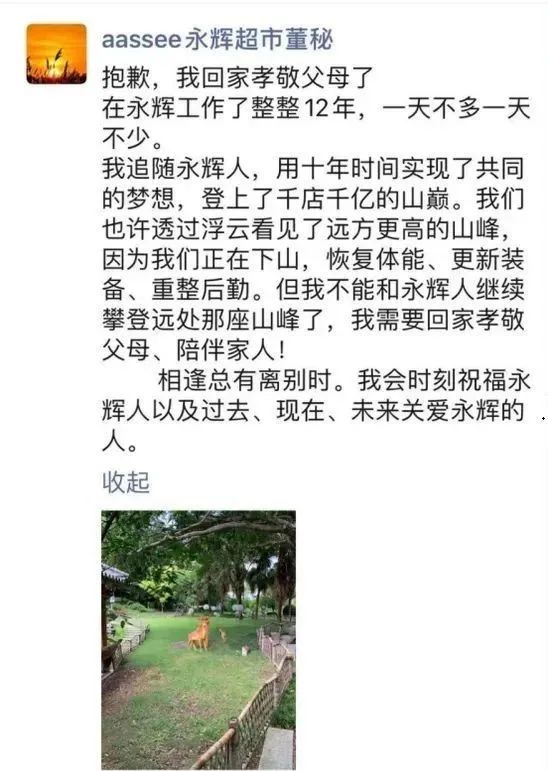 aassee永辉超市董秘
抱歉，我回家孝敬父母了
在永辉工作了整整12年，一天不多一天
不少。
我追随永辉人，用十年时间实现了共同
的梦想，登上了千店千亿的山巅。我们
也许透过浮云看见了远方更高的山峰，
因为我们正在下山，恢复体能、更新装
备、重整后勤。但我不能和永辉人继续
攀登远处那座山峰了，我需要回家孝敬
父母、陪伴家人！
相逢总有离别时。我会时刻祝福永
辉人以及过去、现在、未来关爱永辉的
人。
收起